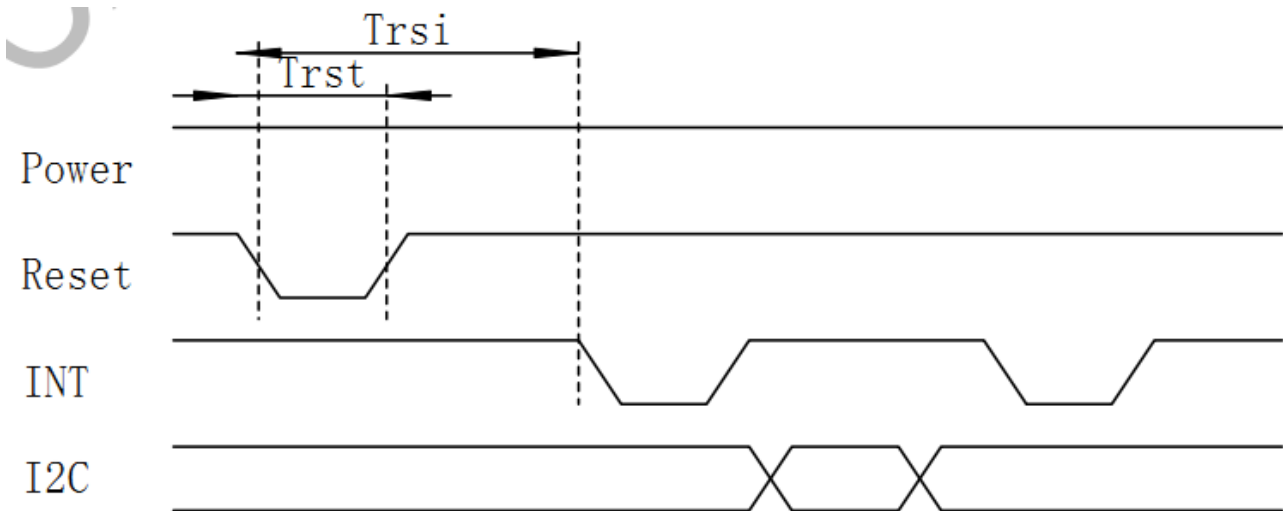 Trsi
Trst
Power
Reset
INT
I2C